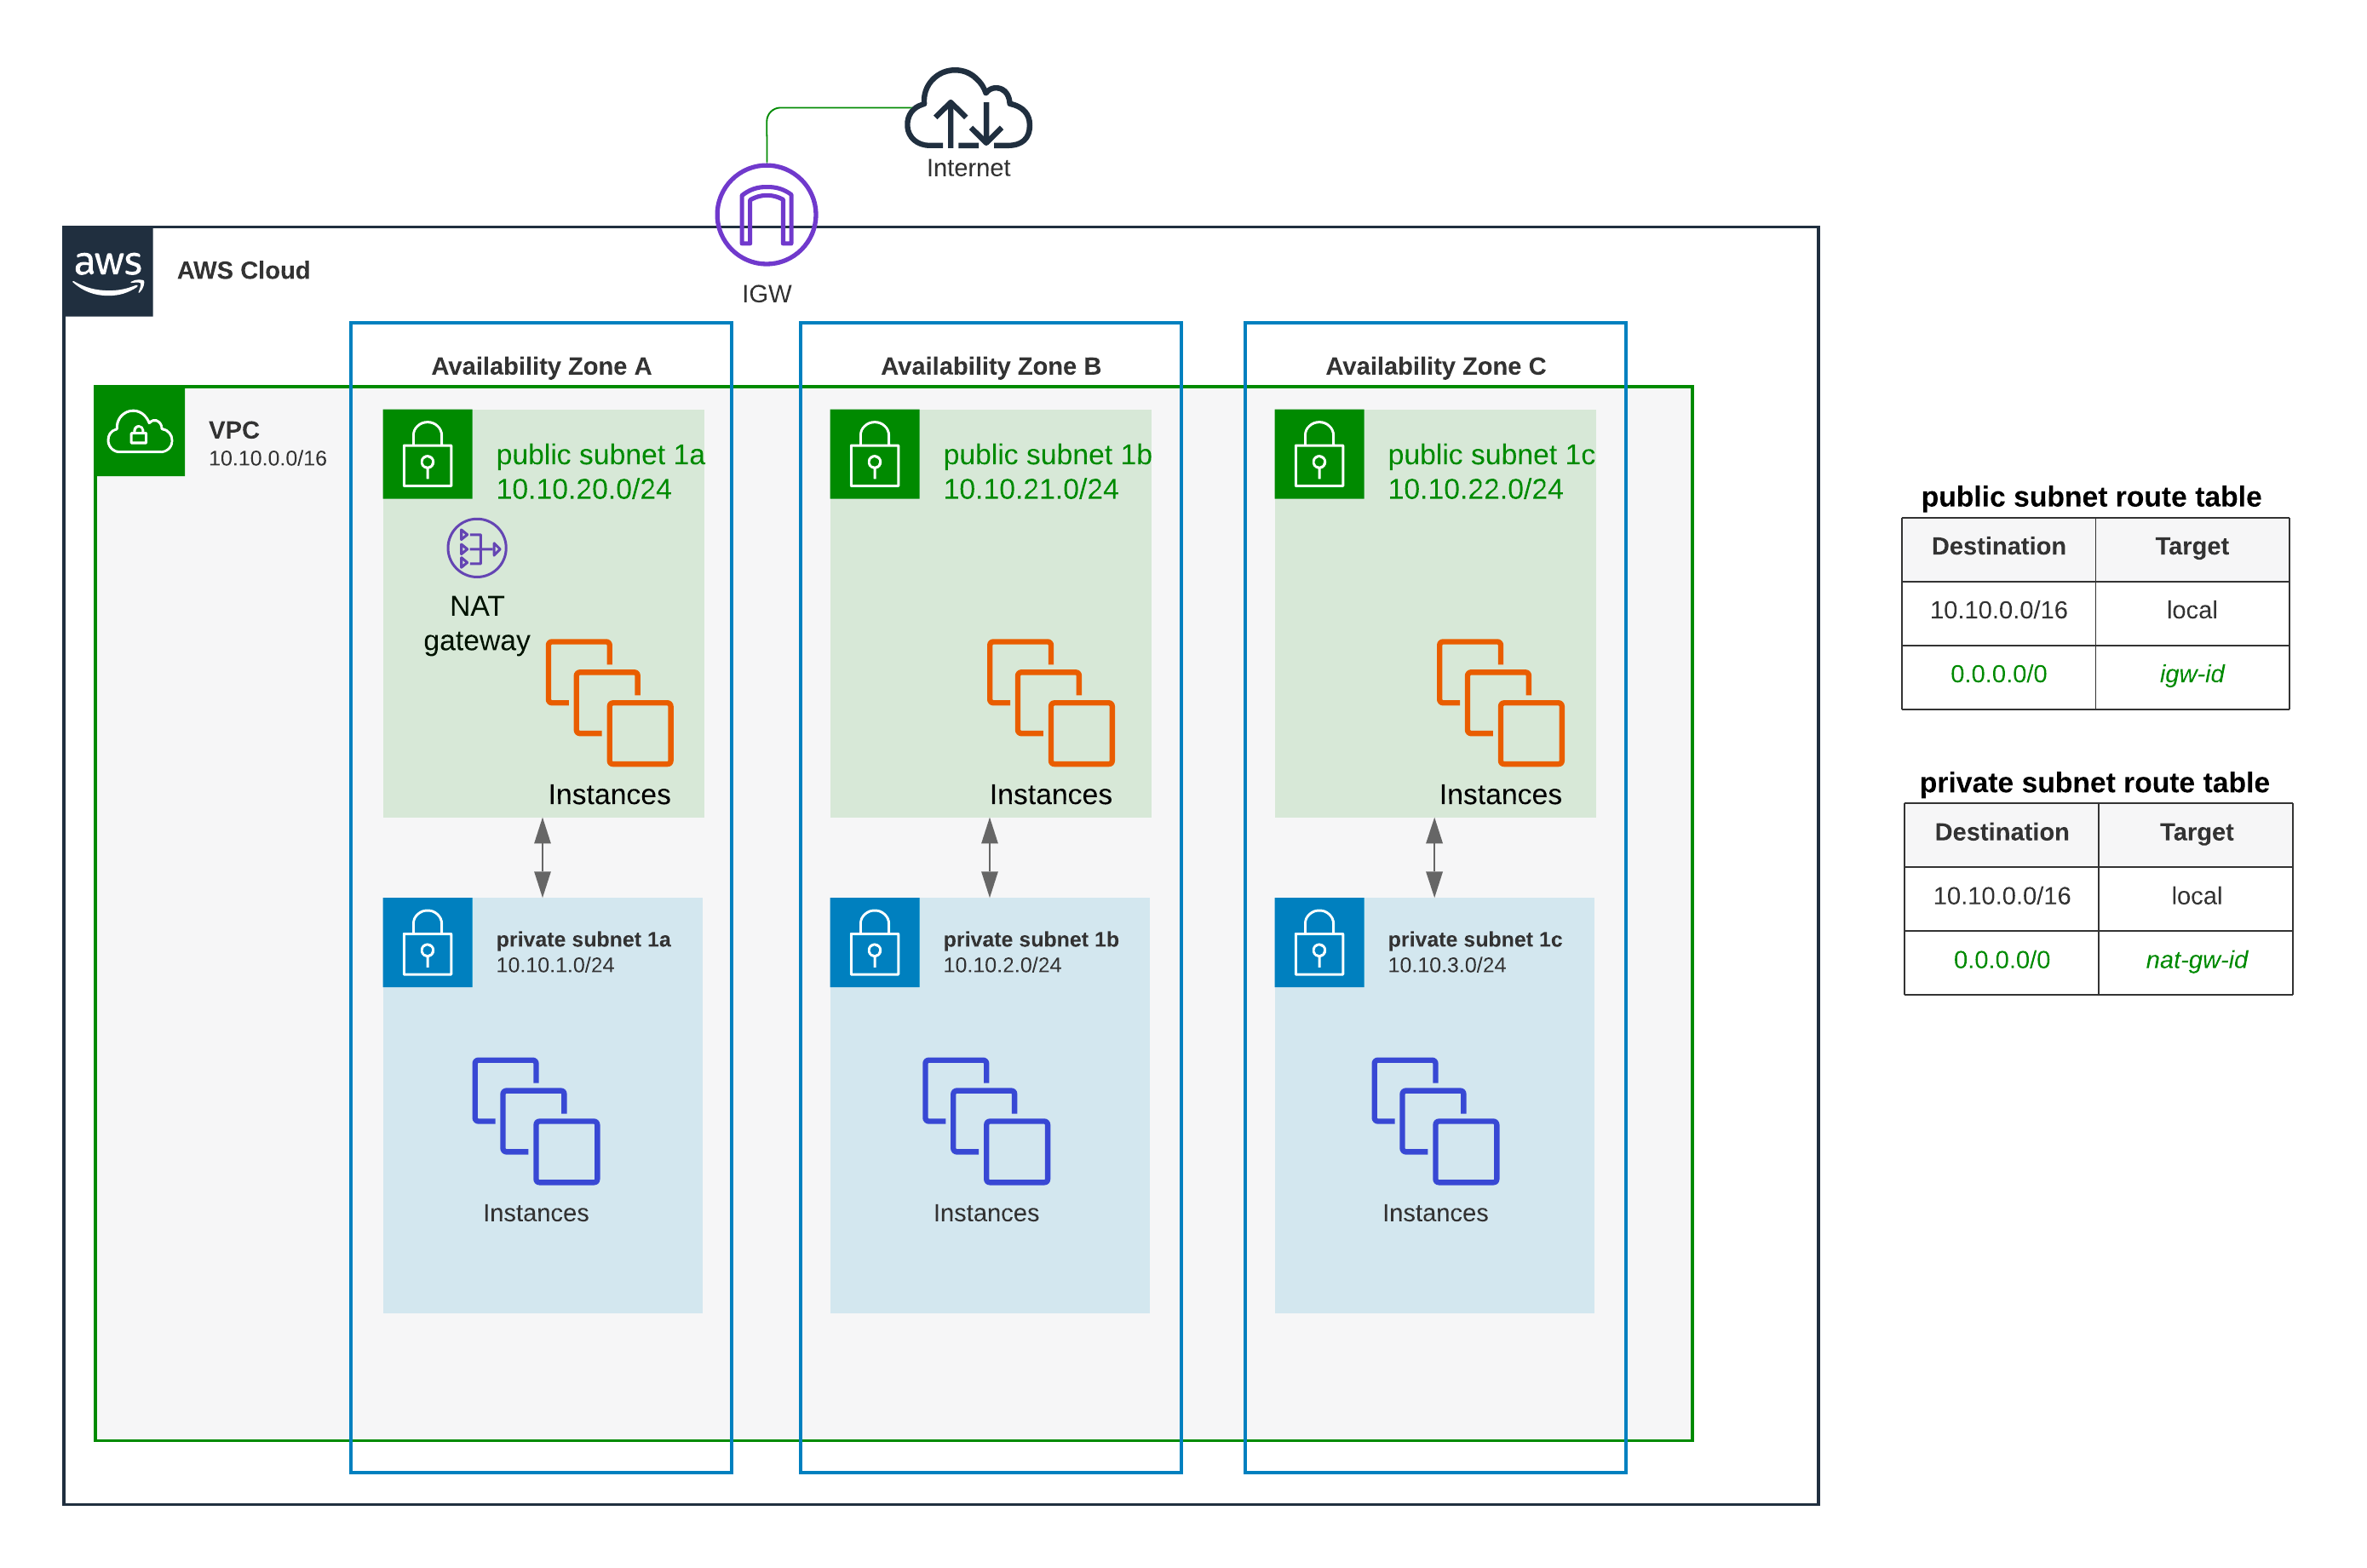 Internet
IGW
aws
AWS Cloud
Availability Zone A
Availability Zone B
Availability Zone C
VPC
10.10.0.0/16
public subnet 1a
10.10.20.0/24
NAT
gateway
Instances
public subnet 1b
10.10.21.0/24
Instances
public subnet 1c
10.10.22.0/24
Instances
private subnet 1a
10.10.1.0/24
Instances
private subnet 1b
10.10.2.0/24
Instances
private subnet 1c
10.10.3.0/24
Instances
public subnet route table
Destination Target
10.10.0.0/16 local
0.0.0.0/0 igw-id
private subnet route table
Destination Target
10.10.0.0/16 local
0.0.0.0/0 nat-gw-id